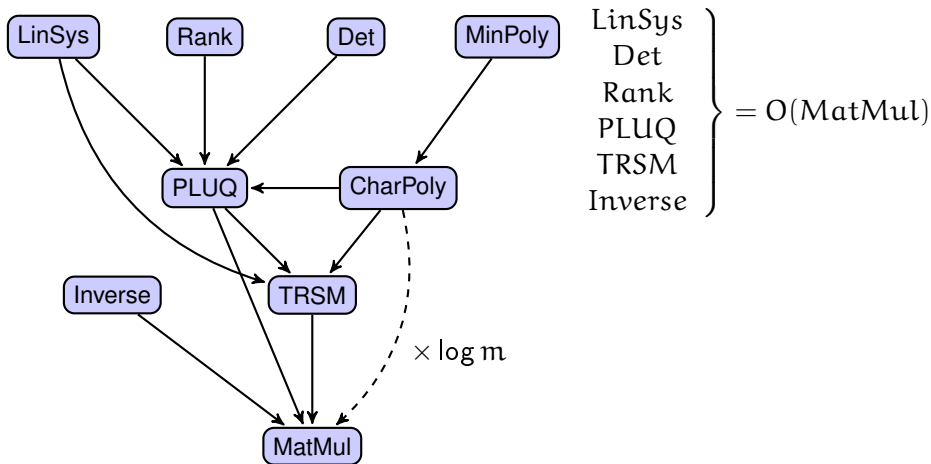 LinSys
Rank
Det
MinPoly
PLUQ
CharPoly
Inverse
TRSM
× log m
MatMul
LinSys
Det
Rank
PLUQ
TRSM
Inverse
= O(MatMul)